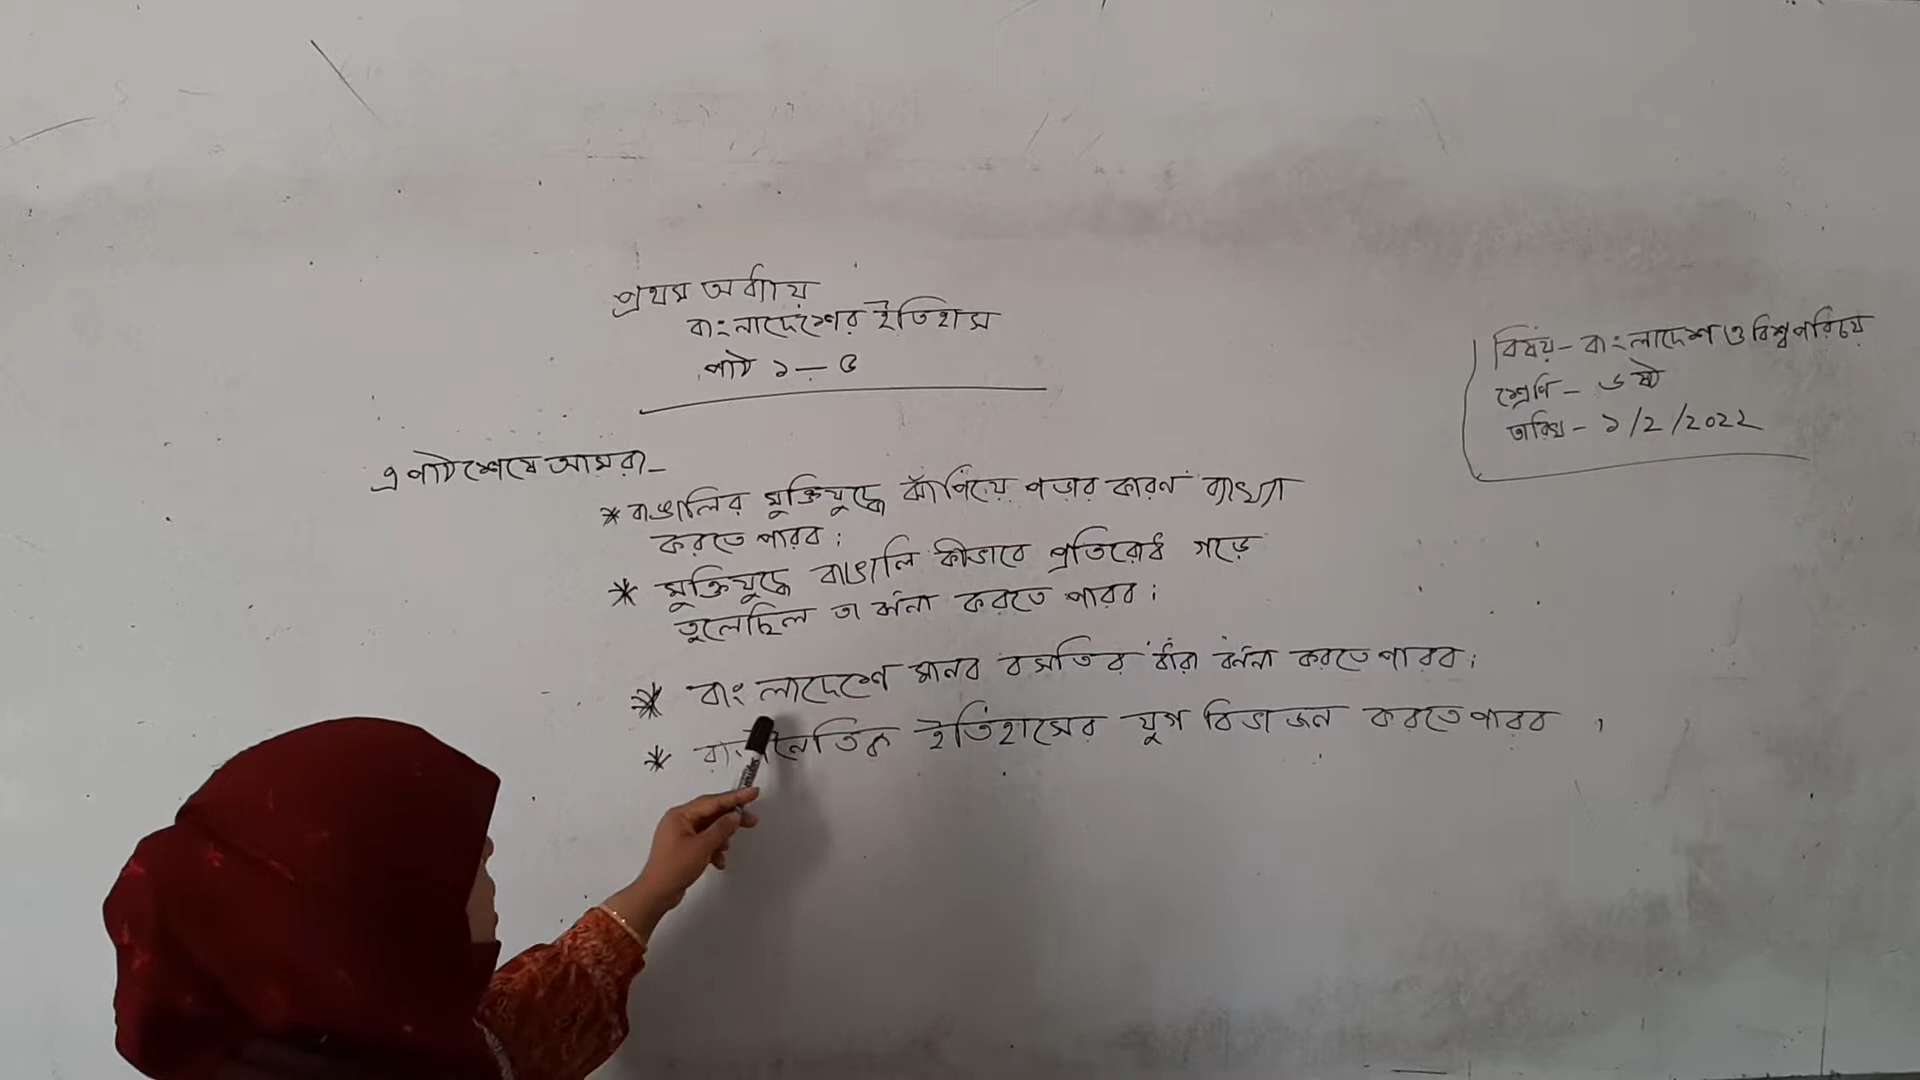 প্রথম অধ্যায়
বাংলাদেশের ইতিহাস
পাঠ ১ — ৫
বিষয় - বাংলাদেশ ও বিশ্বপরিচয়
শ্রেণি - ৬ষ্ঠ
তারিখ - ১/২/২০২২
এ পাঠ শেষে আমরা -
* বাঙালির মুক্তিযুদ্ধে ঝাঁপিয়ে পড়ার কারণ ব্যাখ্যা
করতে পারব;
* মুক্তিযুদ্ধে বাঙালি কীভাবে প্রতিরোধ গড়ে
তুলেছিল তা বর্ণনা করতে পারব;
* বাংলাদেশে মানব বসতির ধারা বর্ণনা করতে পারব;
* রাজনৈতিক ইতিহাসের যুগ বিভাজন করতে পারব ,